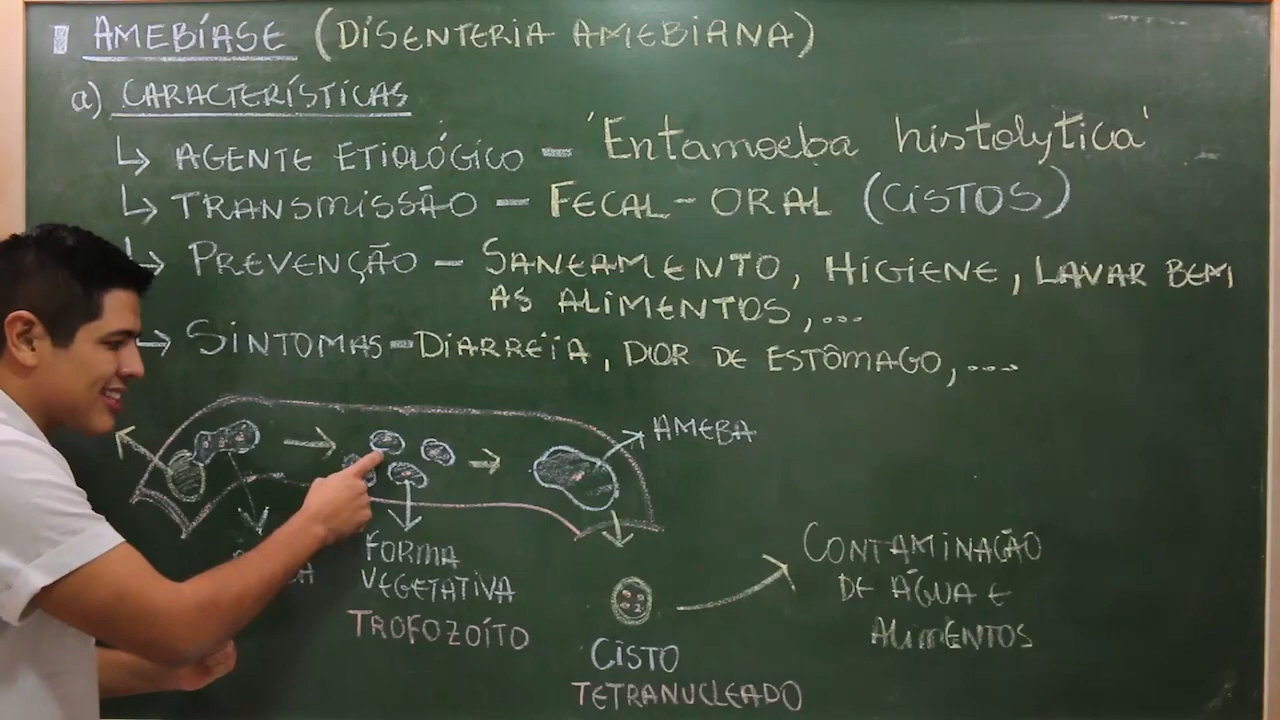 AMEBÍASE (DISENTERIA AMEBIANA)
a) CARACTERÍSTICAS
↳ AGENTE ETIOLÓGICO - 'Entamoeba histolytica'
↳ TRANSMISSÃO - FECAL-ORAL (CISTOS)
↳ PREVENÇÃO - SANEAMENTO, HIGIENE, LAVAR BEM
AS ALIMENTOS,...
→ SINTOMAS - DIARRÉIA, DOR DE ESTÔMAGO,...
AMEBA
FORMA
VEGETATIVA
TROFOZOÍTO
CISTO
TETRANUCLEADO
CONTAMINAÇÃO
DE ÁGUA E
ALIMENTOS